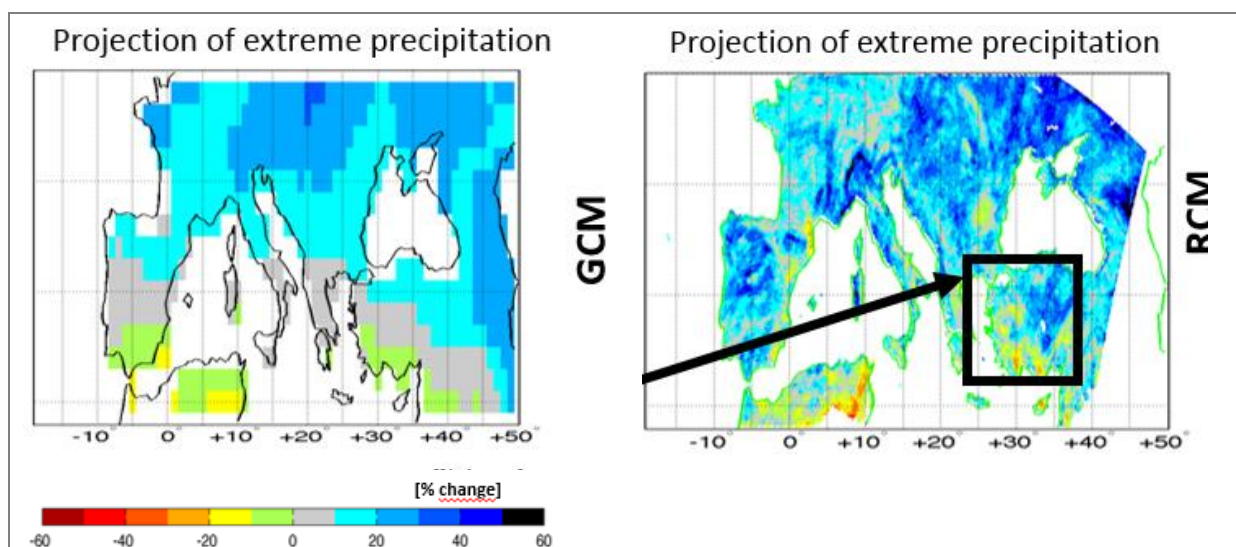 Projection of extreme precipitation
-10° 0° +10° +20° +30° +40° +50°
GCM
Projection of extreme precipitation
-10° 0° +10° +20° +30° +40° +50°
RCM
[% change]
-60 -40 -20 0 20 40 60